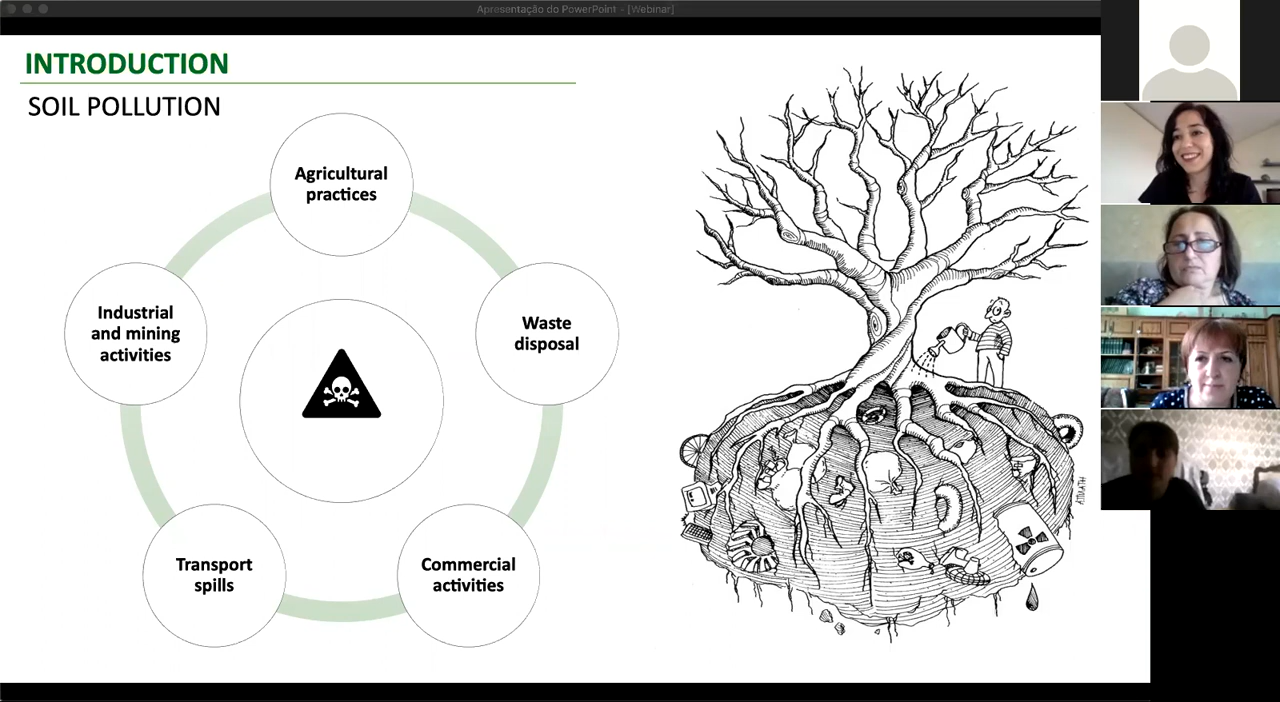 Apresentação do PowerPoint - [Webinar]
INTRODUCTION
SOIL POLLUTION
Agricultural
practices
Industrial
and mining
activities
Waste
disposal
Transport
spills
Commercial
activities